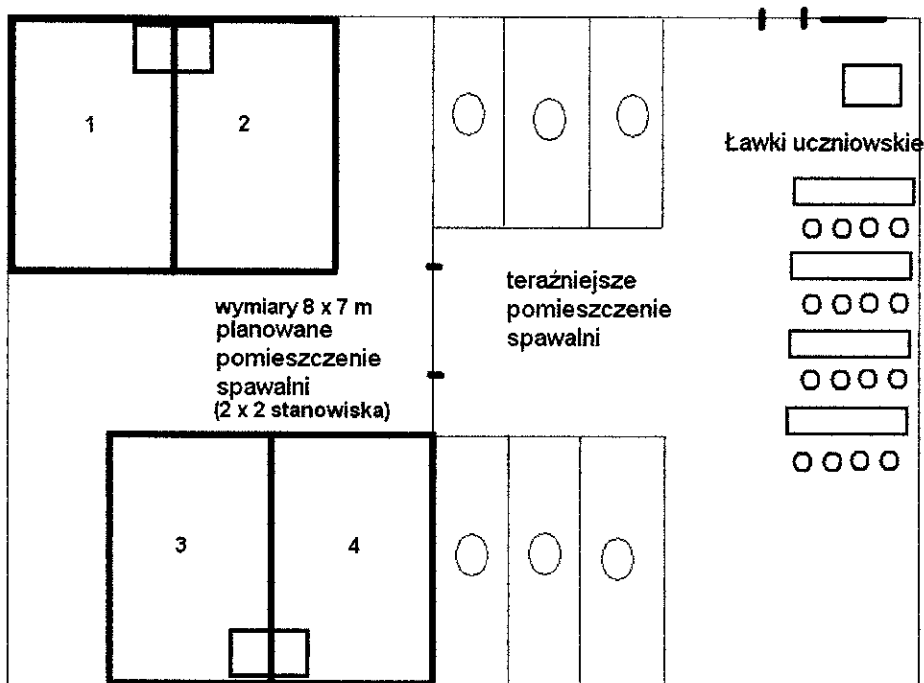 1
2
Ławki uczniowskie
wymiary 8 x 7 m
planowane
pomieszczenie
spawalni
(2 x 2 stanowiska)
teraźniejsze
pomieszczenie
spawalni
3
4